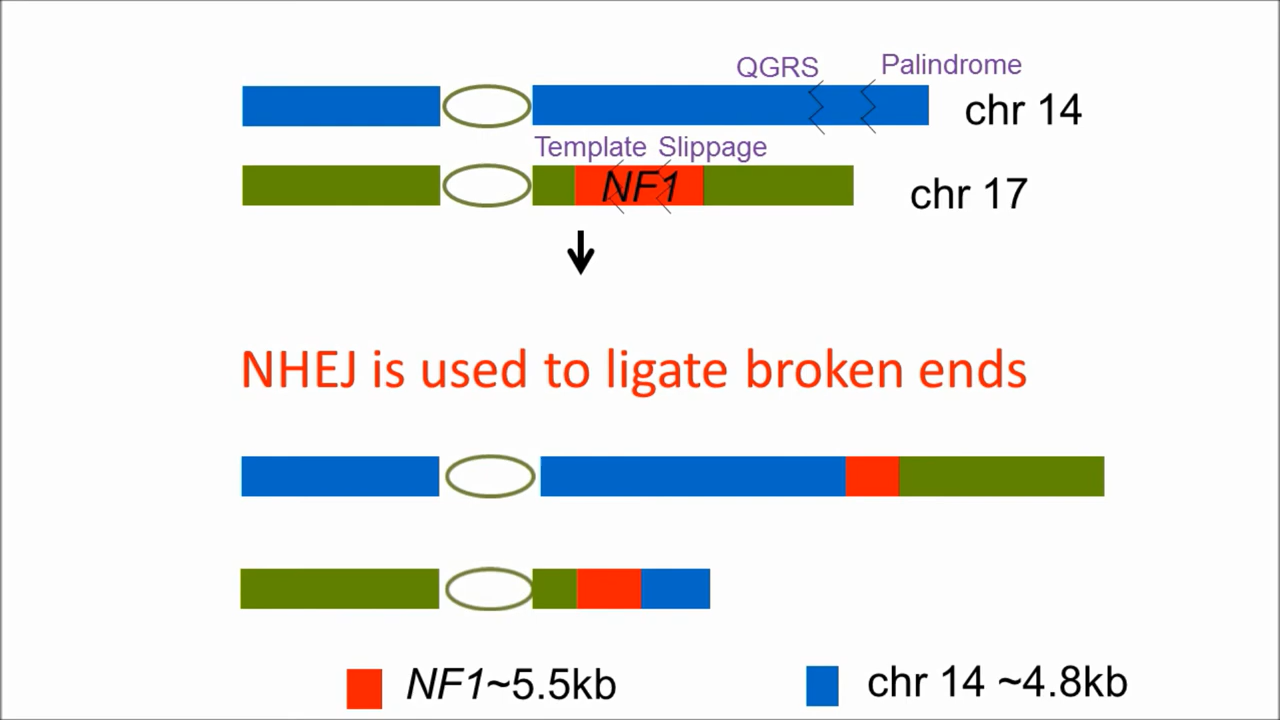 QGRS Palindrome
chr 14
Template Slippage
NF1
chr 17
NHEJ is used to ligate broken ends
NF1~5.5kb
chr 14 ~4.8kb